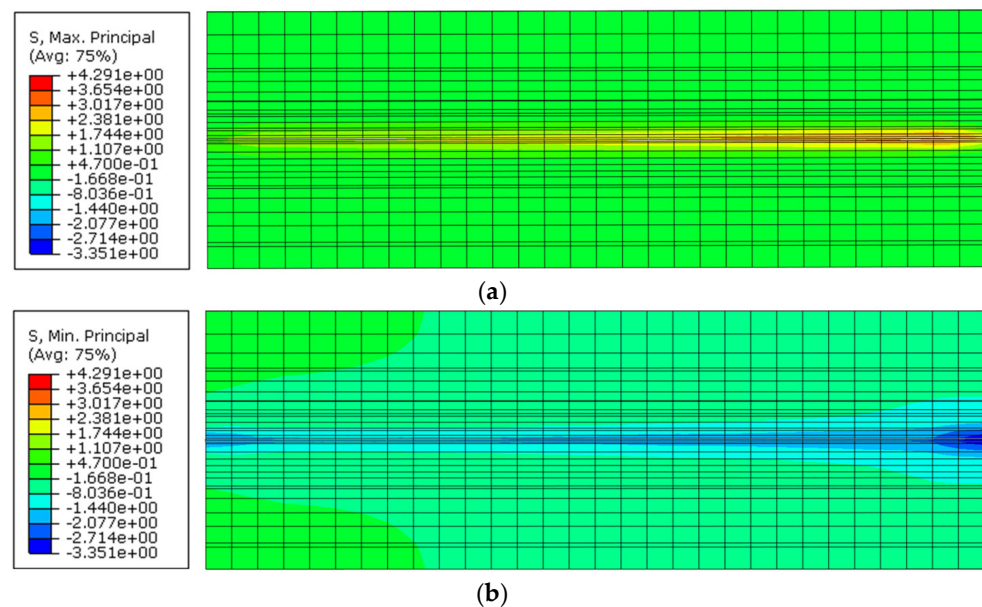 S, Max. Principal
(Avg: 75%)
+4.291e+00
+3.654e+00
+3.017e+00
+2.381e+00
+1.744e+00
+1.107e+00
+4.700e-01
-1.668e-01
-8.036e-01
-1.440e+00
-2.077e+00
-2.714e+00
-3.351e+00
(a)
S, Min. Principal
(Avg: 75%)
+4.291e+00
+3.654e+00
+3.017e+00
+2.381e+00
+1.744e+00
+1.107e+00
+4.700e-01
-1.668e-01
-8.036e-01
-1.440e+00
-2.077e+00
-2.714e+00
-3.351e+00
(b)